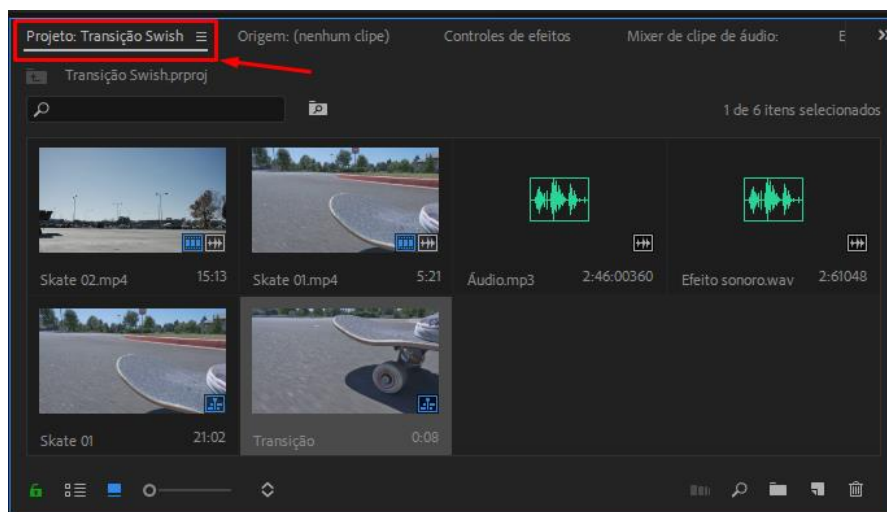 Projeto: Transição Swish
Origem: (nenhum clipe)
Controles de efeitos
Mixer de clipe de áudio:
E
Transição Swish.prproj
1 de 6 itens selecionados
Skate 02.mp4 15:13
Skate 01.mp4 5:21
Áudio.mp3 2:46:00360
Efeito sonoro.wav 2:61048
Skate 01 21:02
Transição 0:08